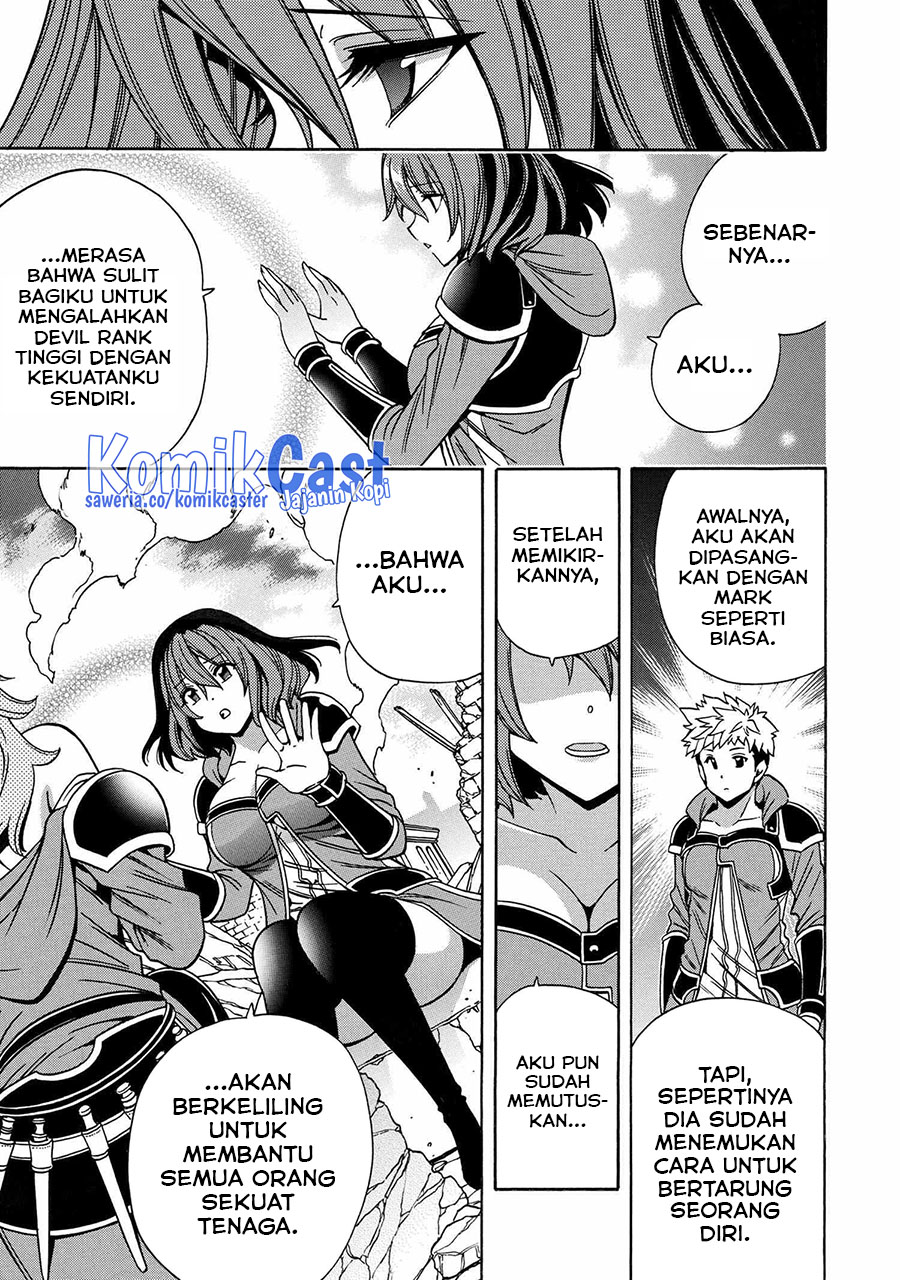 SEBENAR-
NYA...
AKU...
...MERASA
BAHWA SULIT
BAGIKU UNTUK
MENGALAHKAN
DEVIL RANK
TINGGI DENGAN
KEKUATANKU
SENDIRI.
KomikCast
saweria.co/komikcaster Jajanin Kopi
AWALNYA,
AKU AKAN
DIPASANG-
KAN DENGAN
MARK
SEPERTI
BIASA.
TAPI,
SEPERTINYA
DIA SUDAH
MENEMUKAN
CARA UNTUK
BERTARUNG
SEORANG
DIRI.
SETELAH
MEMIKIR-
KANNYA,
AKU PUN
SUDAH
MEMUTUS-
KAN...
...BAHWA
AKU...
...AKAN
BERKELILING
UNTUK
MEMBANTU
SEMUA ORANG
SEKUAT
TENAGA.